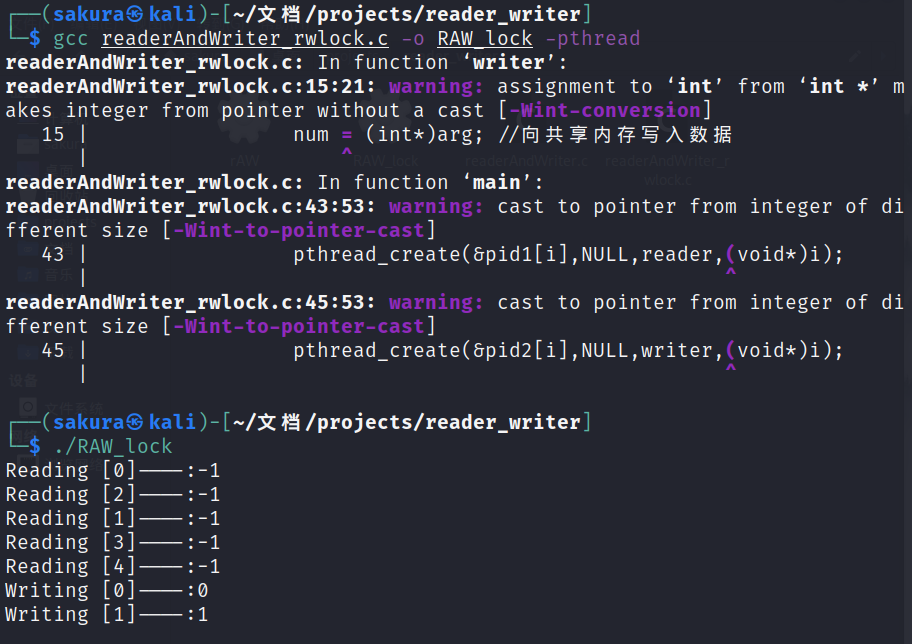 ┌──(sakura㉿kali)-[~/文档/projects/reader_writer]
└─$ gcc readerAndWriter_rwlock.c -o RAW_lock -pthread
readerAndWriter_rwlock.c: In function ‘writer’:
readerAndWriter_rwlock.c:15:21: warning: assignment to ‘int’ from ‘int *’ m
akes integer from pointer without a cast [-Wint-conversion]
   15 |                 num = (int*)arg; //向共享内存写入数据
      |                     ^
readerAndWriter_rwlock.c: In function ‘main’:
readerAndWriter_rwlock.c:43:53: warning: cast to pointer from integer of di
fferent size [-Wint-to-pointer-cast]
   43 |                 pthread_create(&pid1[i],NULL,reader,(void*)i);
      |                                                     ^
readerAndWriter_rwlock.c:45:53: warning: cast to pointer from integer of di
fferent size [-Wint-to-pointer-cast]
   45 |                 pthread_create(&pid2[i],NULL,writer,(void*)i);
      |                                                     ^
┌──(sakura㉿kali)-[~/文档/projects/reader_writer]
└─$ ./RAW_lock
Reading [0]————:-1
Reading [2]————:-1
Reading [1]————:-1
Reading [3]————:-1
Reading [4]————:-1
Writing [0]————:0
Writing [1]————:1